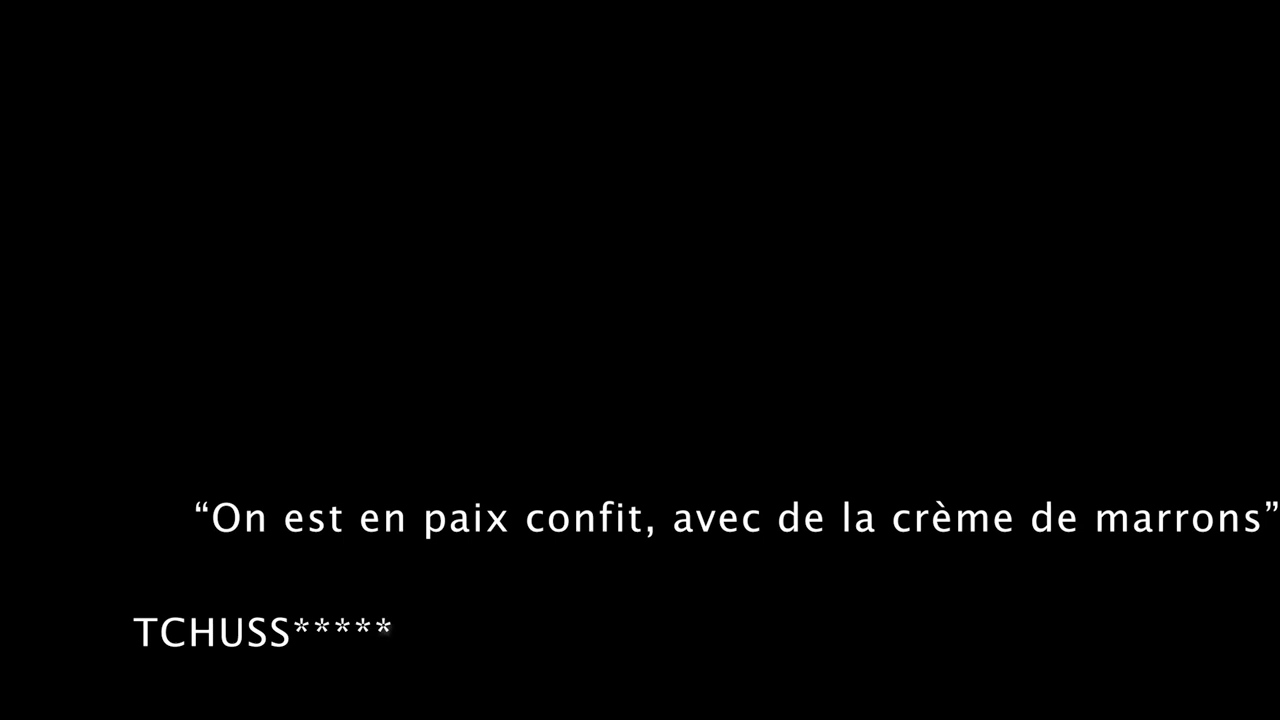 “On est en paix confit, avec de la crème de marrons”
TCHUSS*****